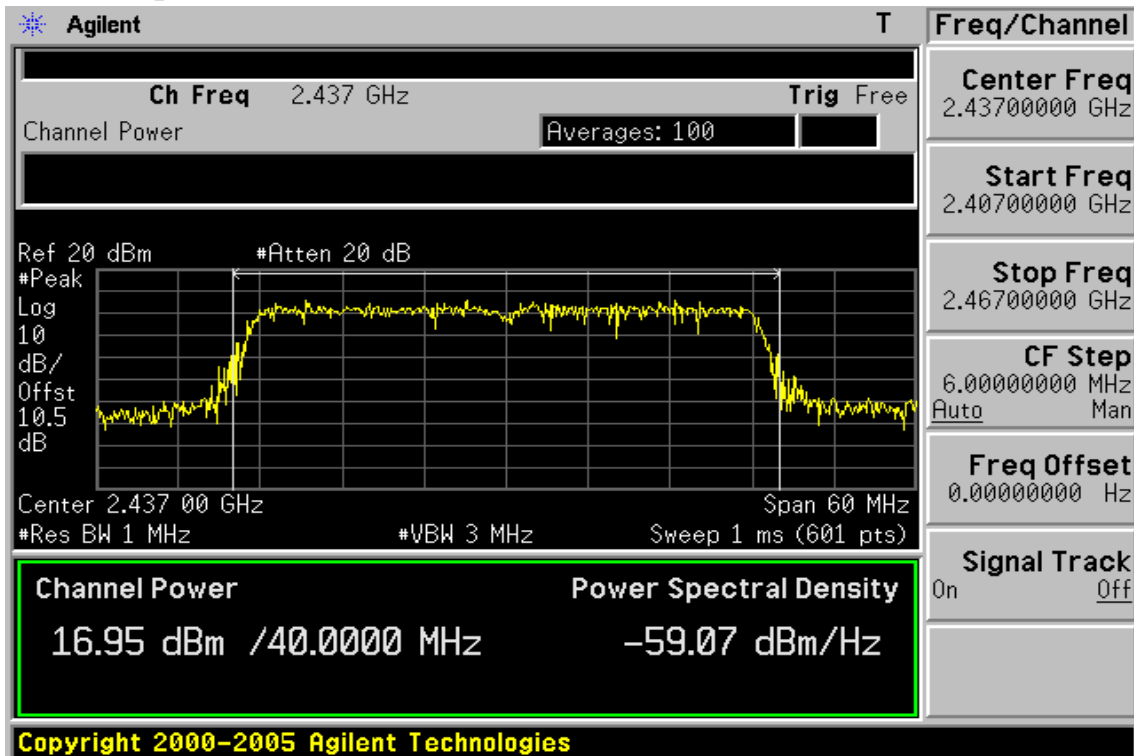 Agilent T Freq/Channel
Ch Freq 2.437 GHz Trig Free
Channel Power Averages: 100
Ref 20 dBm #Atten 20 dB
#Peak
Log
10
dB/
Offst
10.5
dB
Center 2.437 00 GHz Span 60 MHz
#Res BW 1 MHz #VBW 3 MHz Sweep 1 ms (601 pts)
Channel Power Power Spectral Density
16.95 dBm /40.0000 MHz -59.07 dBm/Hz
Center Freq
2.43700000 GHz
Start Freq
2.40700000 GHz
Stop Freq
2.46700000 GHz
CF Step
6.00000000 MHz
Auto Man
Freq Offset
0.00000000 Hz
Signal Track
On Off
Copyright 2000-2005 Agilent Technologies